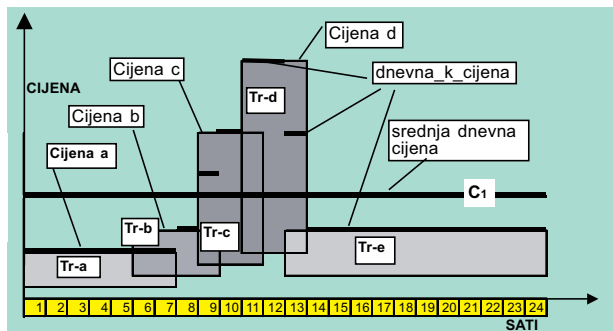 Cijena d
Cijena c
dnevna_k_cijena
CIJENA
Tr-d
Cijena b
srednja dnevna
cijena
Cijena a
C1
Tr-b
Tr-c
Tr-e
Tr-a
1 2 3 4 5 6 7 8 9 10 11 12 13 14 15 16 17 18 19 20 21 22 23 24
SATI